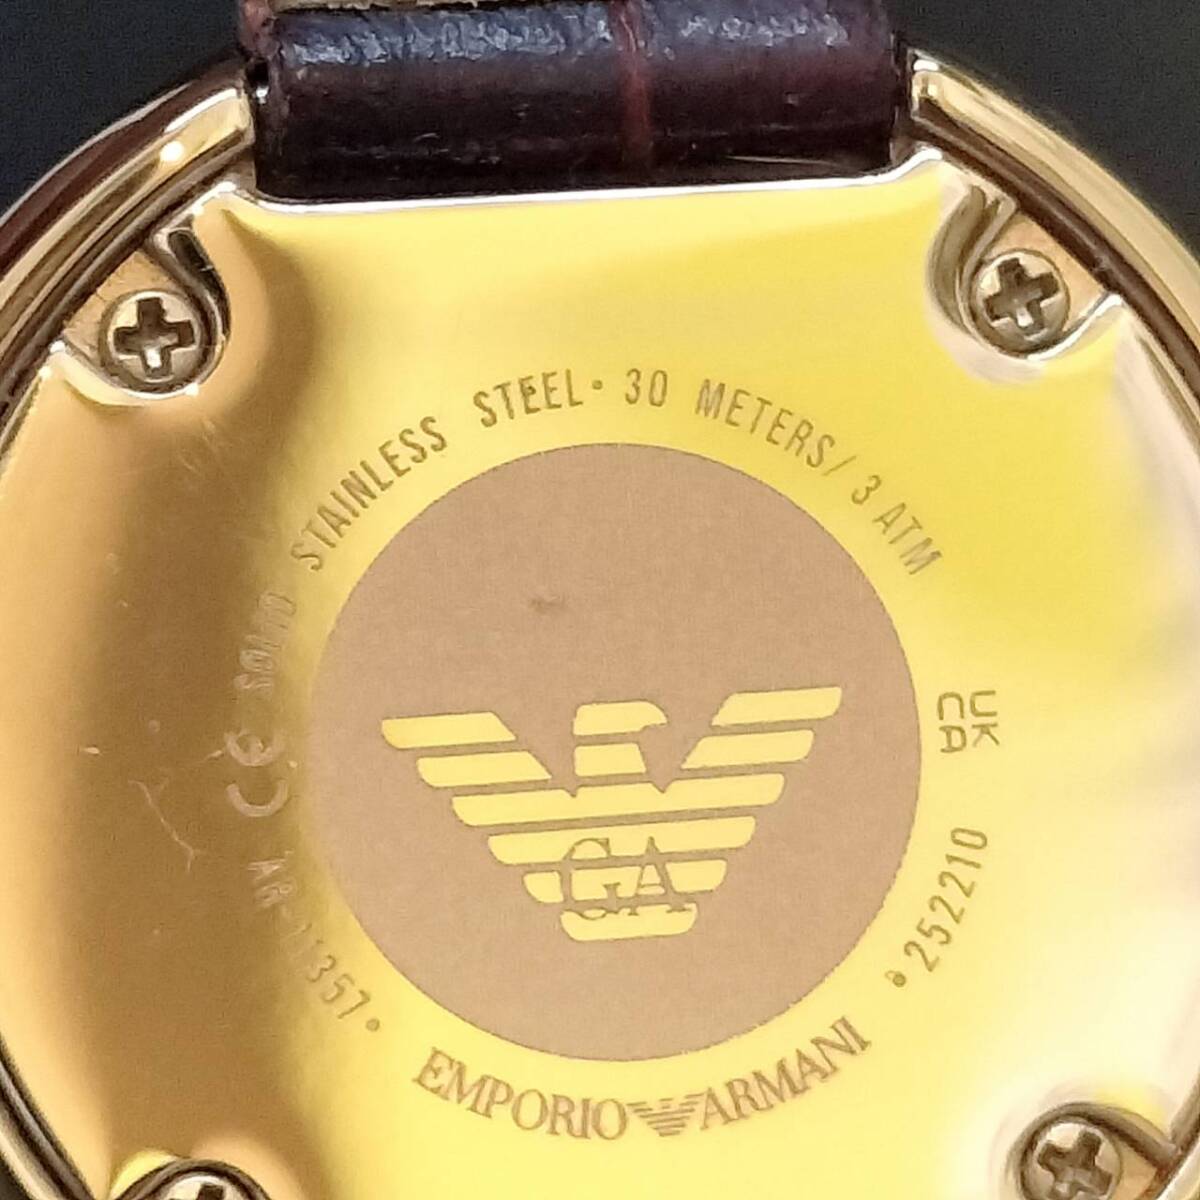 SOLID STAINLESS STEEL • 30 METERS / 3 ATM
UK
CA
• 252210
EMPORIO ARMANI
AR-11357 •
CE
GA